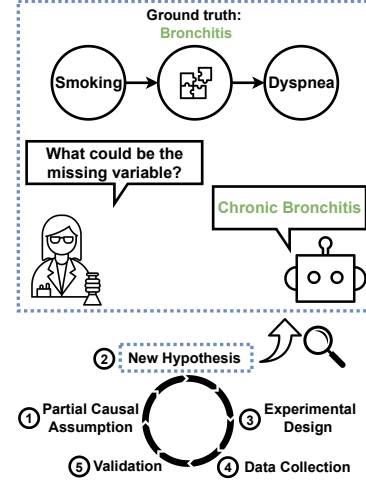 Ground truth:
Bronchitis
Smoking
Dyspnea
What could be the
missing variable?
Chronic Bronchitis
2 New Hypothesis
1 Partial Causal
Assumption
3 Experimental
Design
5 Validation
4 Data Collection